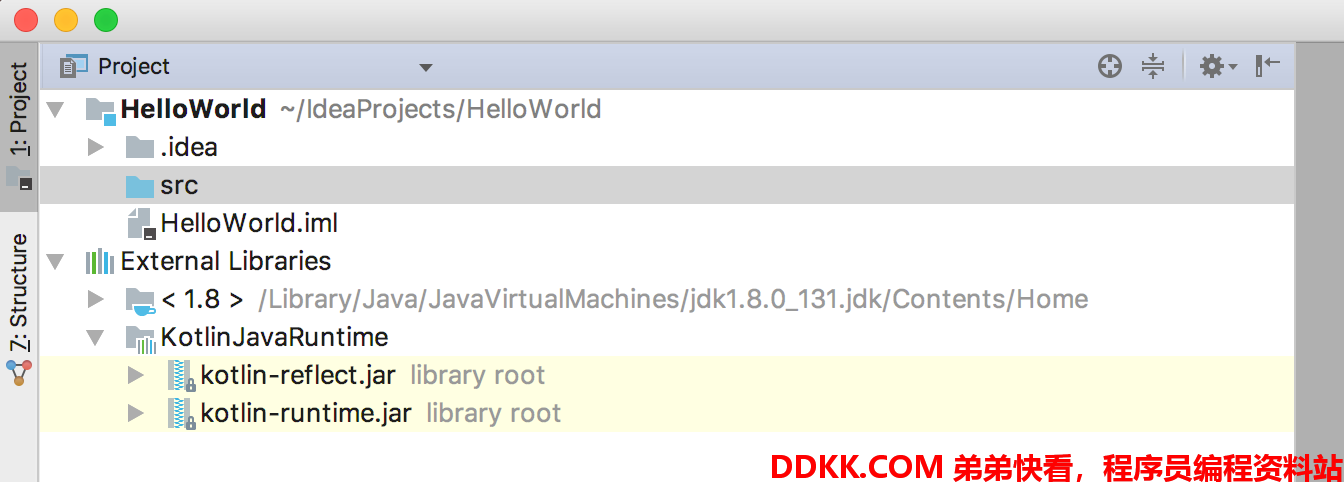 Project
1: Project
HelloWorld ~/IdeaProjects/HelloWorld
.idea
src
HelloWorld.iml
7: Structure
External Libraries
< 1.8 > /Library/Java/JavaVirtualMachines/jdk1.8.0_131.jdk/Contents/Home
KotlinJavaRuntime
kotlin-reflect.jar library root
kotlin-runtime.jar library root
DDKK.COM 弟弟快看，程序员编程资料站